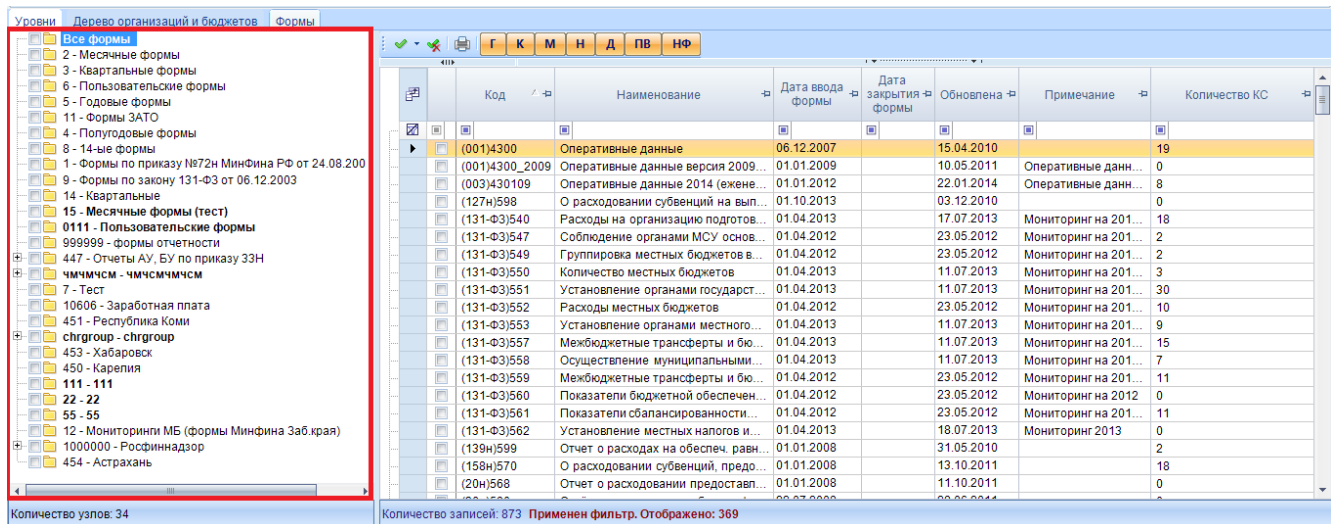 Уровни Дерево организаций и бюджетов Формы
Все формы
2 - Месячные формы
3 - Квартальные формы
6 - Пользовательские формы
5 - Годовые формы
11 - Формы ЗАТО
4 - Полугодовые формы
8 - 14-ые формы
1 - Формы по приказу №72н МинФина РФ от 24.08.200
9 - Формы по закону 131-ФЗ от 06.12.2003
14 - Квартальные
15 - Месячные формы (тест)
0111 - Пользовательские формы
999999 - формы отчетности
447 - Отчеты АУ, БУ по приказу 33Н
чмчмчсм - чмчсмчмчсм
7 - Тест
10606 - Заработная плата
451 - Республика Коми
chrgroup - chrgroup
453 - Хабаровск
450 - Карелия
111 - 111
22 - 22
55 - 55
12 - Мониторинги МБ (формы Минфина Заб.края)
1000000 - Росфиннадзор
454 - Астрахань
Количество узлов: 34
Г К М Н Д ПВ НФ
Код Наименование Дата ввода формы Дата закрытия формы Обновлена Примечание Количество КС
(001)4300 Оперативные данные 06.12.2007 15.04.2010 19
(001)4300_2009 Оперативные данные версия 2009... 01.01.2009 10.05.2011 Оперативные данн... 0
(003)430109 Оперативные данные 2014 (ежене... 01.01.2012 22.01.2014 Оперативные данн... 8
(127н)598 О расходовании субвенций на вып... 01.10.2013 03.12.2010 0
(131-ФЗ)540 Расходы на организацию подготов... 01.04.2013 17.07.2013 Мониторинг на 201... 18
(131-ФЗ)547 Соблюдение органами МСУ основ... 01.04.2012 23.05.2012 Мониторинг на 201... 2
(131-ФЗ)549 Группировка местных бюджетов в... 01.04.2012 23.05.2012 Мониторинг на 201... 2
(131-ФЗ)550 Количество местных бюджетов 01.04.2013 11.07.2013 Мониторинг на 201... 3
(131-ФЗ)551 Установление органами государст... 01.04.2013 11.07.2013 Мониторинг на 201... 30
(131-ФЗ)552 Расходы местных бюджетов 01.04.2012 23.05.2012 Мониторинг на 201... 10
(131-ФЗ)553 Установление органами местного... 01.04.2013 11.07.2013 Мониторинг на 201... 9
(131-ФЗ)557 Межбюджетные трансферты и бю... 01.04.2013 11.07.2013 Мониторинг на 201... 15
(131-ФЗ)558 Осуществление муниципальными... 01.04.2013 11.07.2013 Мониторинг на 201... 7
(131-ФЗ)559 Межбюджетные трансферты и бю... 01.04.2012 23.05.2012 Мониторинг на 201... 11
(131-ФЗ)560 Показатели бюджетной обеспечен... 01.04.2012 23.05.2012 Мониторинг на 2012 0
(131-ФЗ)561 Показатели сбалансированности... 01.04.2012 23.05.2012 Мониторинг на 201... 11
(131-ФЗ)562 Установление местных налогов и... 01.04.2013 18.07.2013 Мониторинг 2013 0
(139н)599 Отчет о расходах на обеспеч. равн... 01.01.2008 31.05.2010 2
(158н)570 О расходовании субвенций, предо... 01.01.2008 13.10.2011 18
(20н)568 Отчет о расходовании предоставл... 01.01.2008 11.10.2011 0
Количество записей: 873 Применен фильтр. Отображено: 369